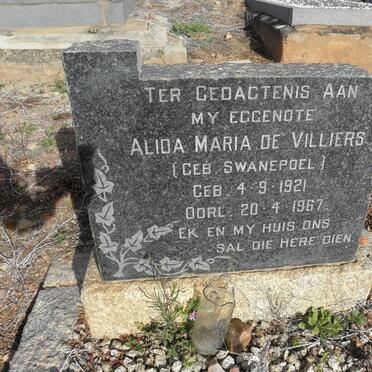 TER GEDACTENIS AAN
MY EGGENOTE
ALIDA MARIA DE VILLIERS
(GEB. SWANEPOEL)
GEB. 4-9-1921
OORL. 20-4-1967.
EK EN MY HUIS ONS
SAL DIE HERE DIEN.